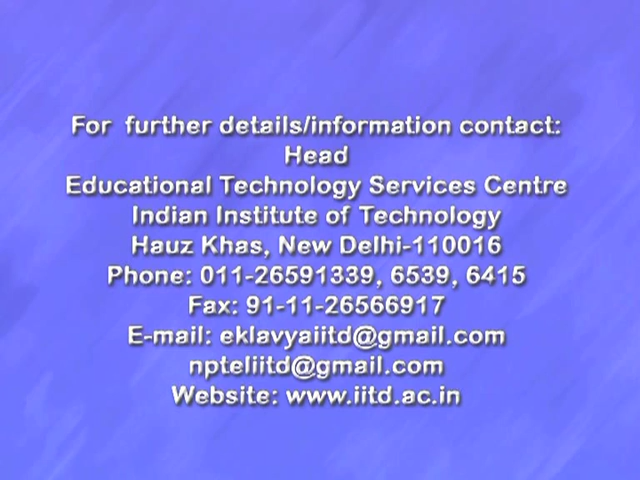 For further details/information contact:
Head
Educational Technology Services Centre
Indian Institute of Technology
Hauz Khas, New Delhi-110016
Phone: 011-26591339, 6539, 6415
Fax: 91-11-26566917
E-mail: eklavyaiitd@gmail.com
npteliitd@gmail.com
Website: www.iitd.ac.in